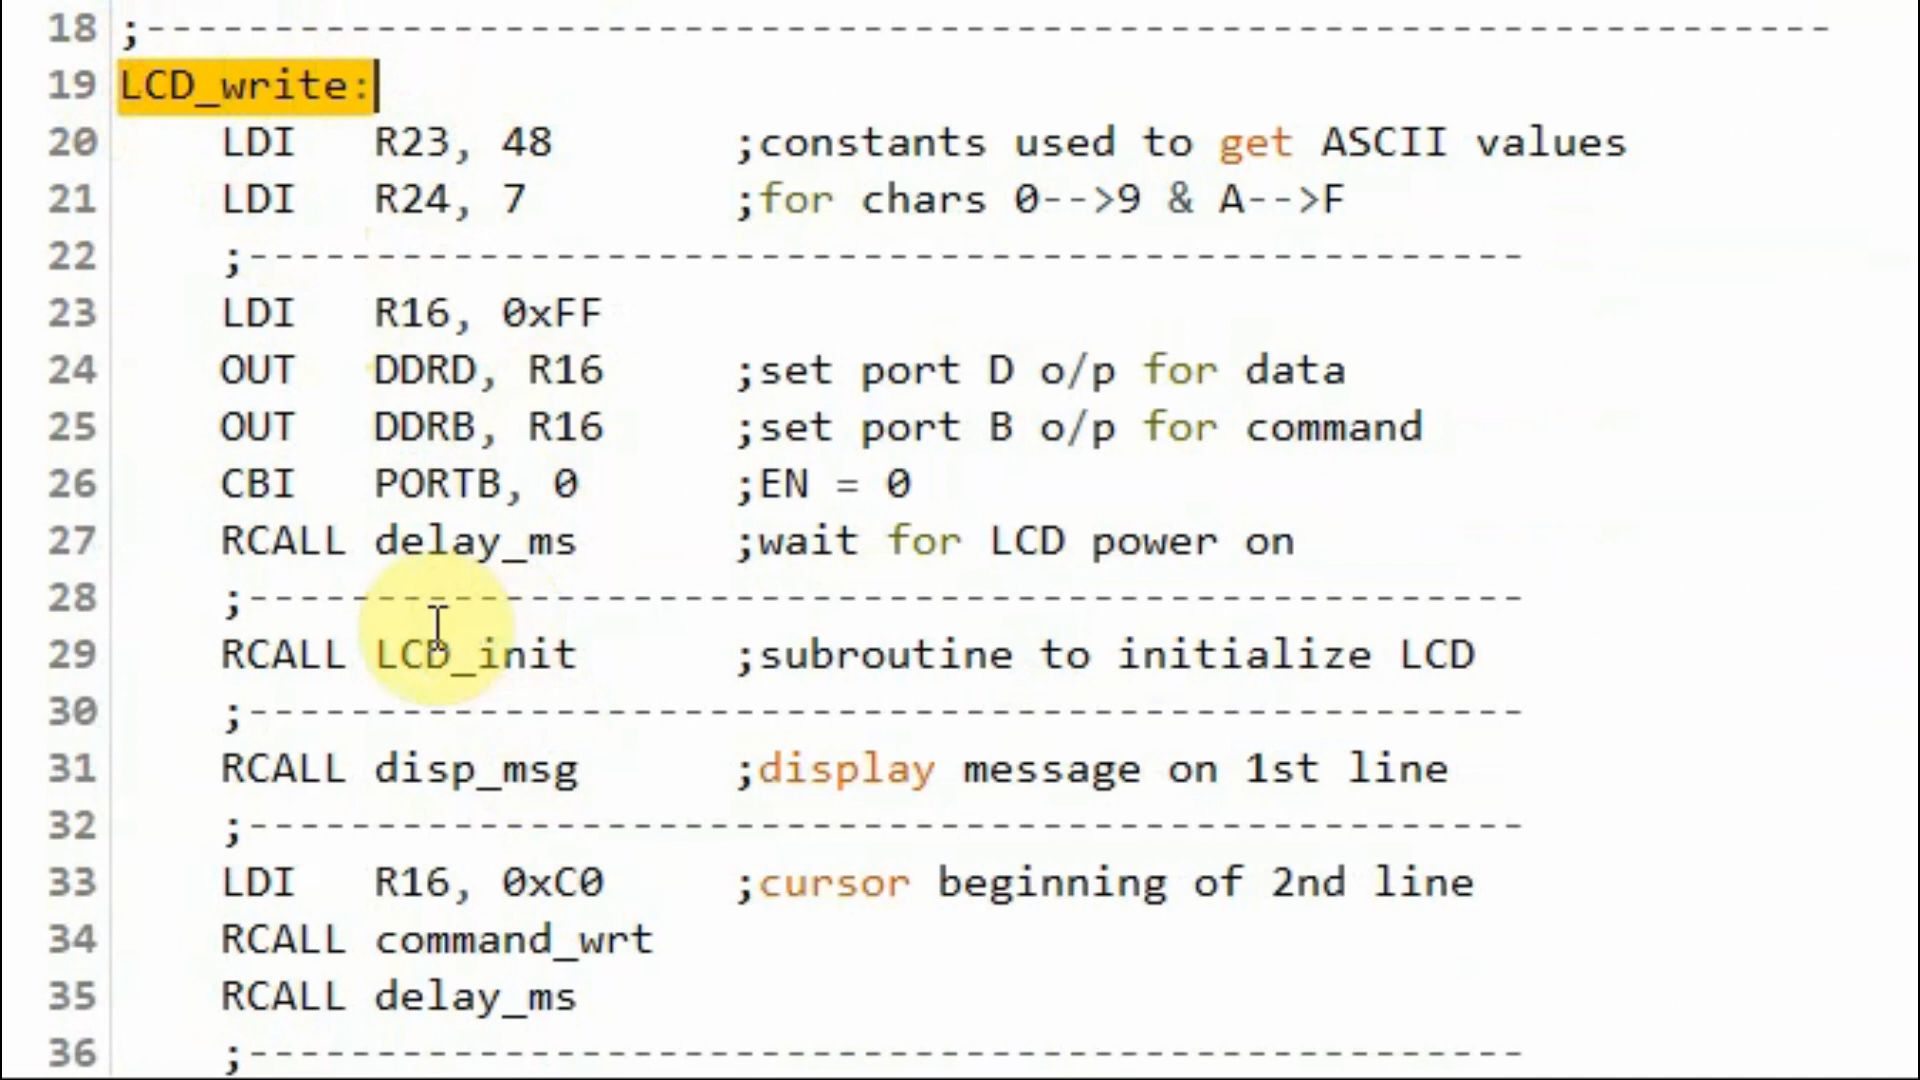 18 ;------------------------------------------------------------------
19 LCD_write:
20 LDI R23, 48 ;constants used to get ASCII values
21 LDI R24, 7 ;for chars 0-->9 & A-->F
22 ;--------------------------------------------------
23 LDI R16, 0xFF
24 OUT DDRD, R16 ;set port D o/p for data
25 OUT DDRB, R16 ;set port B o/p for command
26 CBI PORTB, 0 ;EN = 0
27 RCALL delay_ms ;wait for LCD power on
28 ;--------------------------------------------------
29 RCALL LCD_init ;subroutine to initialize LCD
30 ;--------------------------------------------------
31 RCALL disp_msg ;display message on 1st line
32 ;--------------------------------------------------
33 LDI R16, 0xC0 ;cursor beginning of 2nd line
34 RCALL command_wrt
35 RCALL delay_ms
36 ;--------------------------------------------------